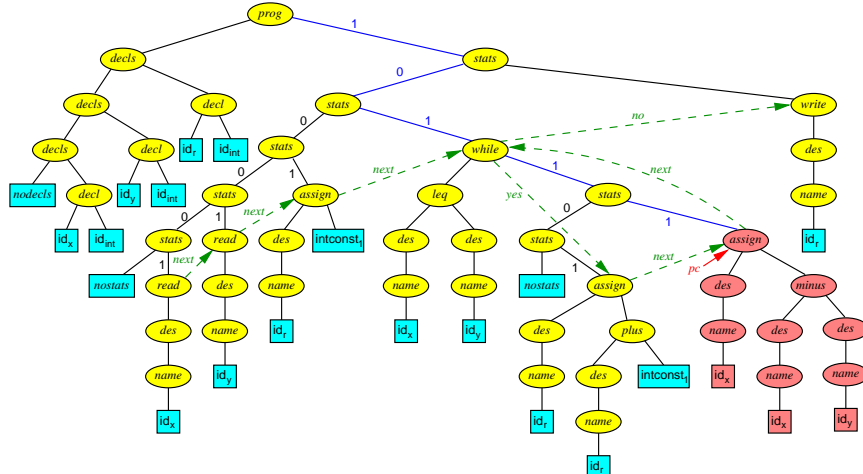 prog
1
decls stats
0
decls decl stats write
0 1 no
decls decl id_r id_int stats while des
next yes 1 next
nodecls decl id_y id_int 0 1 leq stats name
stats assign 0
id_x id_int 0 1 next des des stats 1 assign id_r
stats read des intconst_1 next pc
nostats 1 next name name nostats 1 assign des minus
read des name
des name id_r id_x id_y des plus name des des
name id_y name des intconst_1 id_x name name
id_x id_r name id_x id_y
id_r